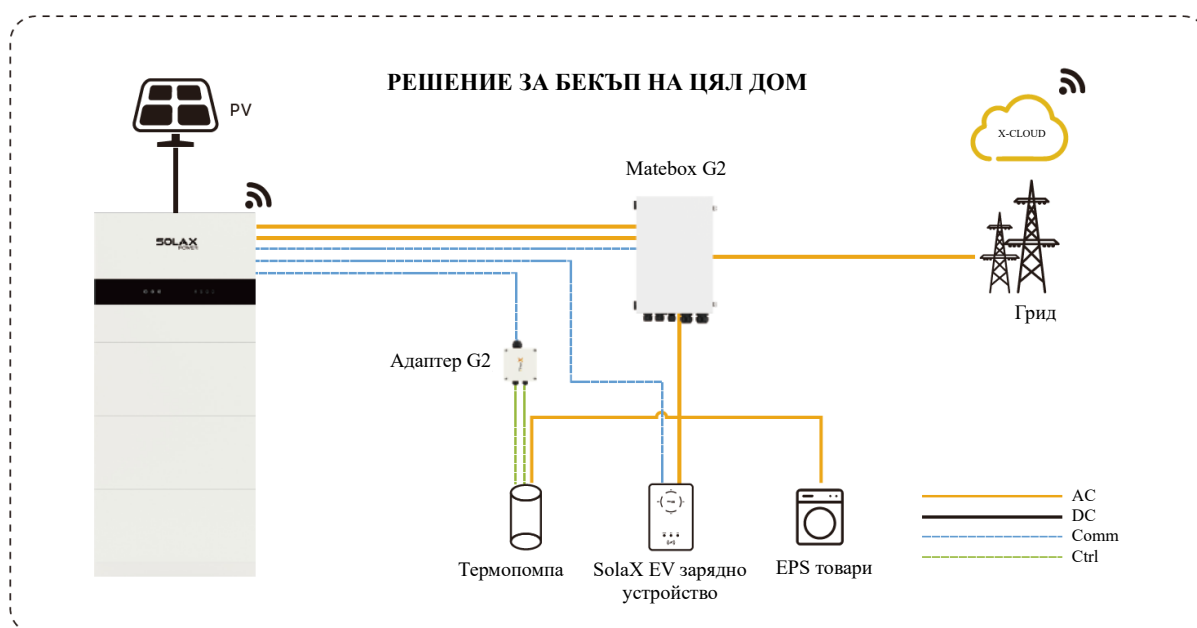 РЕШЕНИЕ ЗА БЕКЪП НА ЦЯЛ ДОМ
PV
X-CLOUD
Matebox G2
SOLAX
POWER
Грид
Адаптер G2
AC
DC
Comm
Ctrl
Термопомпа
SolaX EV зарядно
устройство
EPS товари